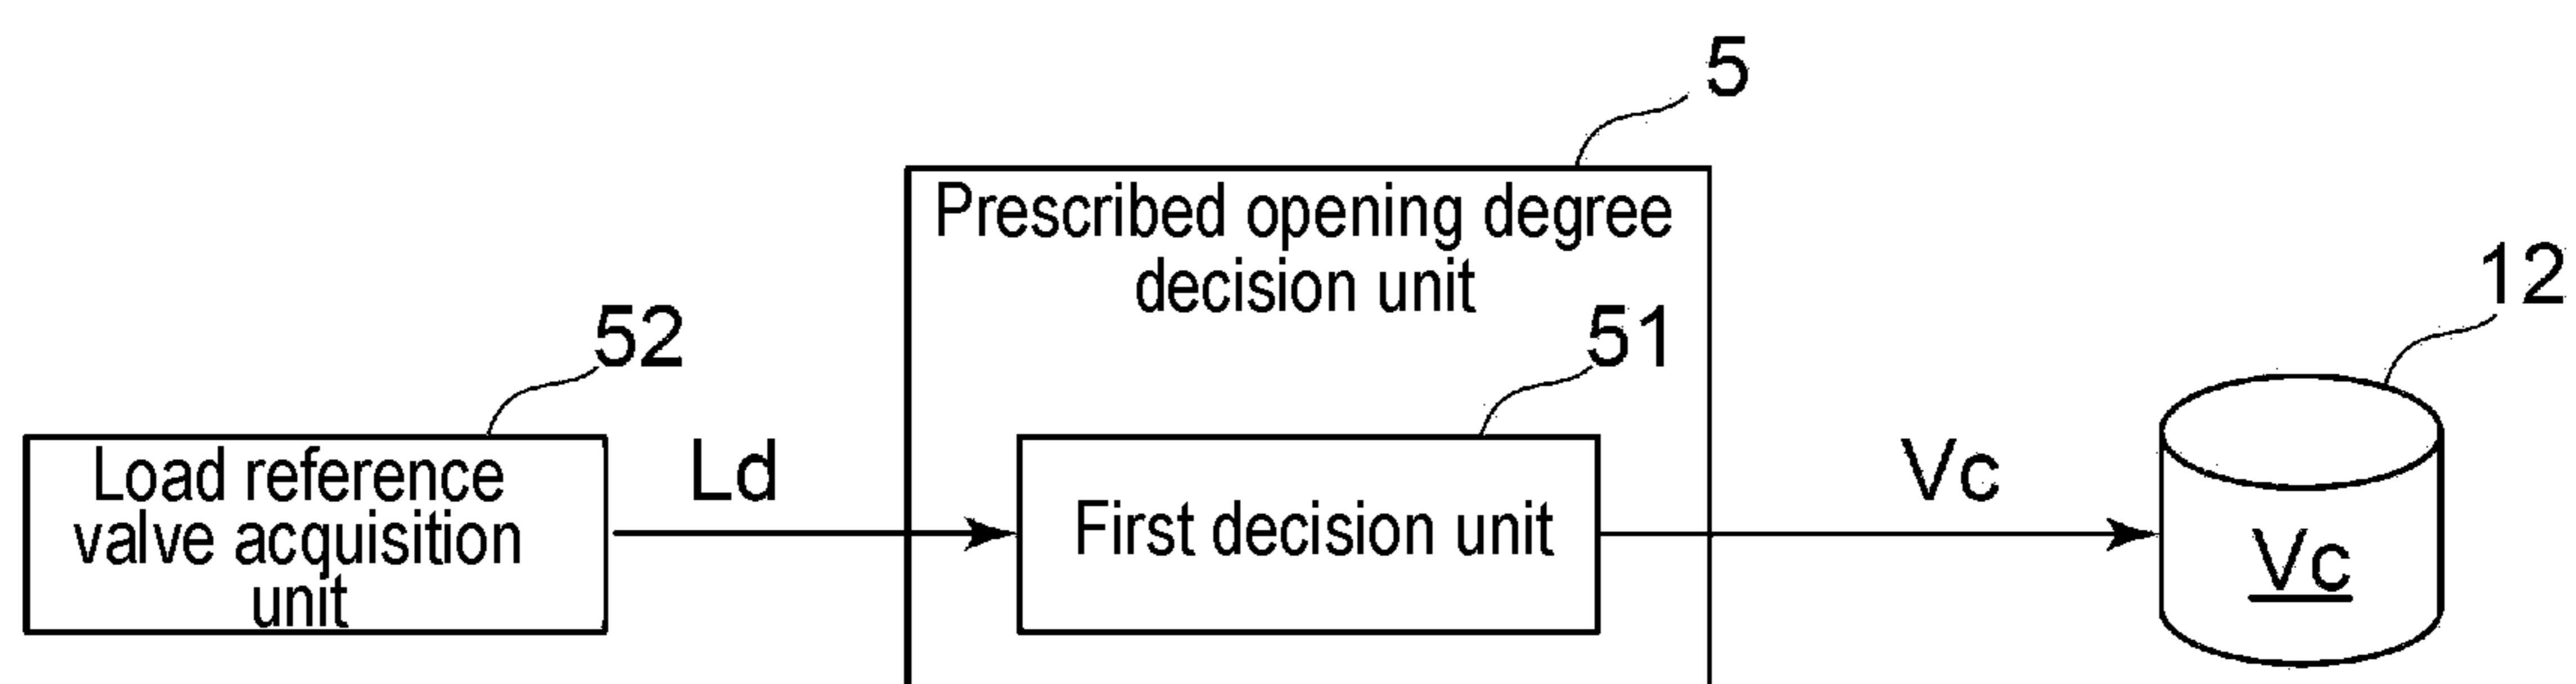 5
Prescribed opening degree
decision unit
12
52
51
Load reference
valve acquisition
unit
Ld
First decision unit
Vc
Vc